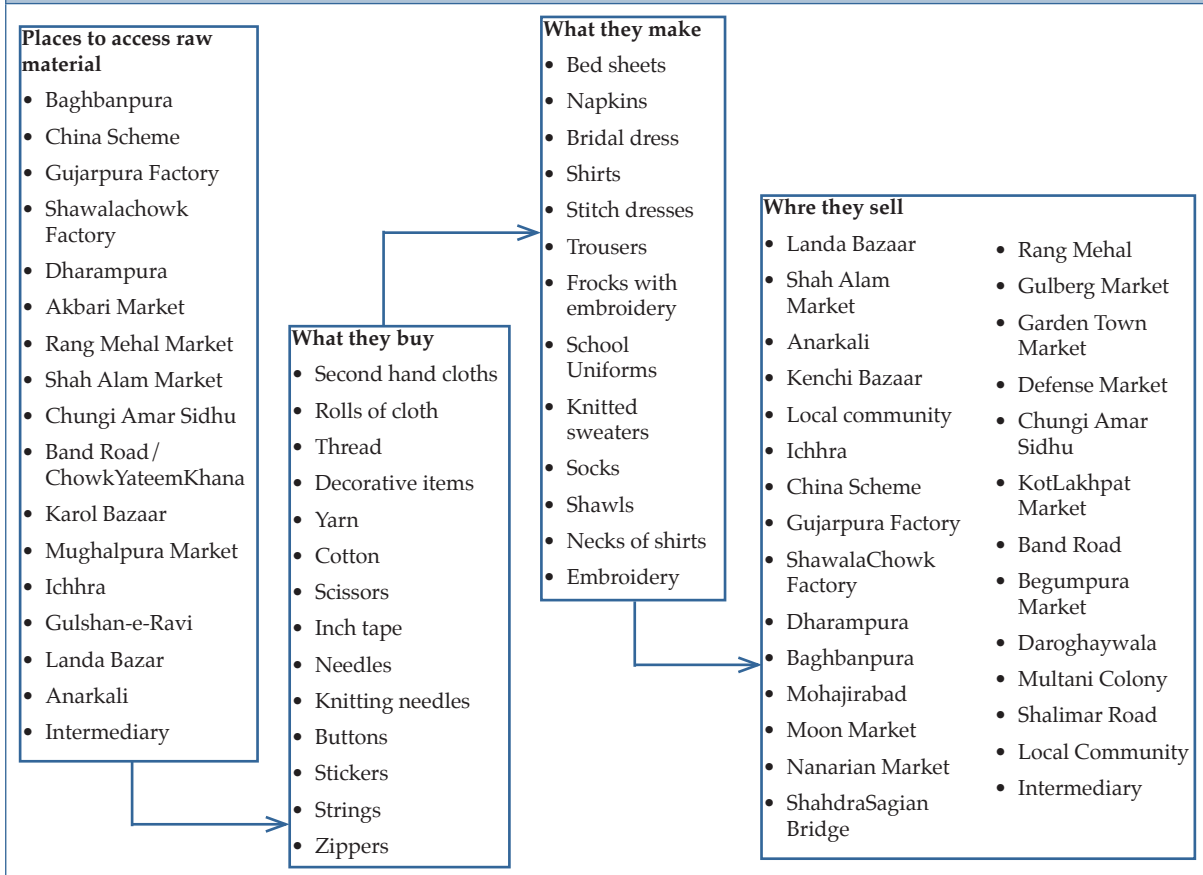 Places to access raw
material
• Baghbanpura
• China Scheme
• Gujarpura Factory
• Shawalachowk
Factory
• Dharampura
• Akbari Market
• Rang Mehal Market
• Shah Alam Market
• Chungi Amar Sidhu
• Band Road/
ChowkYateemKhana
• Karol Bazaar
• Mughalpura Market
• Ichhra
• Gulshan-e-Ravi
• Landa Bazar
• Anarkali
• Intermediary
What they buy
• Second hand cloths
• Rolls of cloth
• Thread
• Decorative items
• Yarn
• Cotton
• Scissors
• Inch tape
• Needles
• Knitting needles
• Buttons
• Stickers
• Strings
• Zippers
What they make
• Bed sheets
• Napkins
• Bridal dress
• Shirts
• Stitch dresses
• Trousers
• Frocks with
embroidery
• School
Uniforms
• Knitted
sweaters
• Socks
• Shawls
• Necks of shirts
• Embroidery
Whre they sell
• Landa Bazaar
• Shah Alam
Market
• Anarkali
• Kenchi Bazaar
• Local community
• Ichhra
• China Scheme
• Gujarpura Factory
• ShawalaChowk
Factory
• Dharampura
• Baghbanpura
• Mohajirabad
• Moon Market
• Nanarian Market
• ShahdraSagian
Bridge
• Rang Mehal
• Gulberg Market
• Garden Town
Market
• Defense Market
• Chungi Amar
Sidhu
• KotLakhpat
Market
• Band Road
• Begumpura
Market
• Daroghaywala
• Multani Colony
• Shalimar Road
• Local Community
• Intermediary